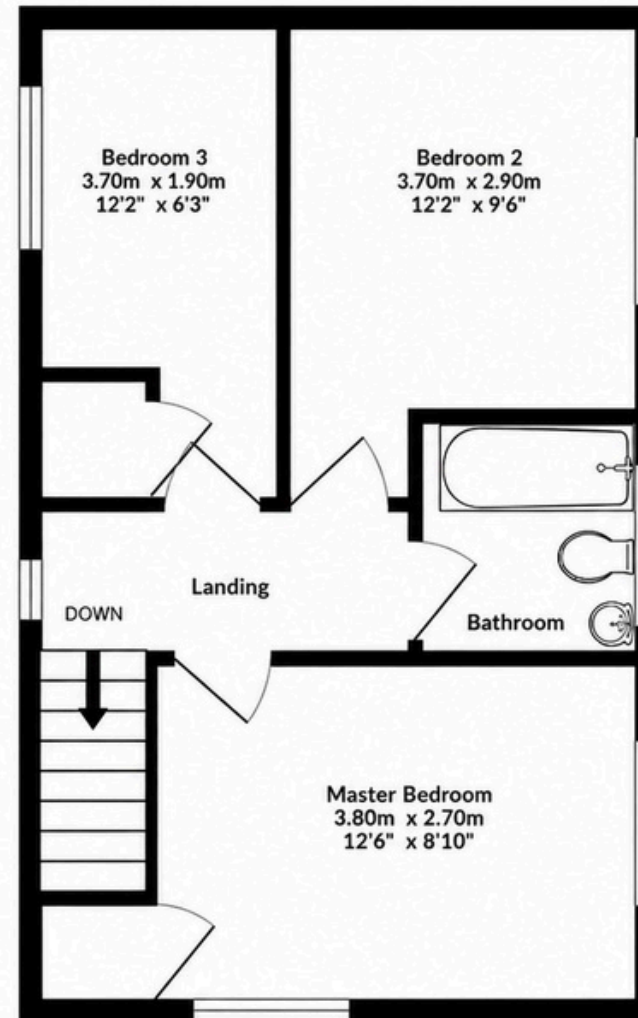 Bedroom 3
3.70m x 1.90m
12'2" x 6'3"
Bedroom 2
3.70m x 2.90m
12'2" x 9'6"
Landing
DOWN
Bathroom
Master Bedroom
3.80m x 2.70m
12'6" x 8'10"